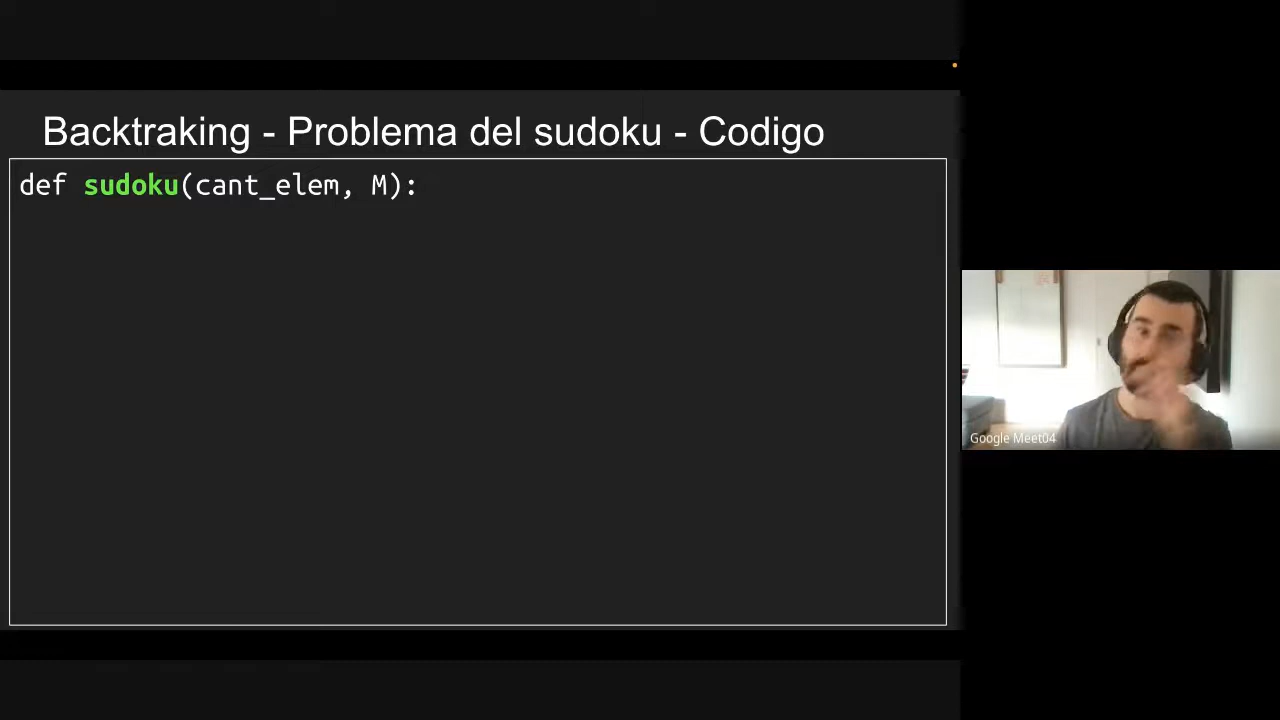 Backtraking - Problema del sudoku - Codigo
def sudoku(cant_elem, M):
Google Meet04